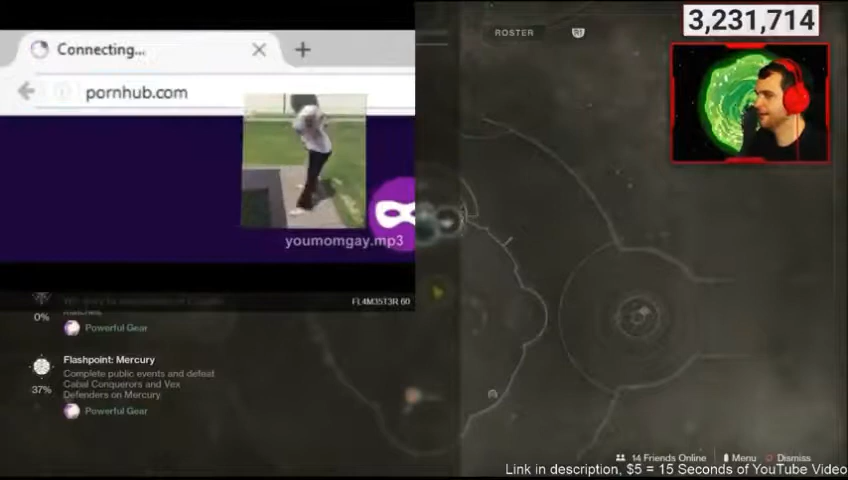 3,231,714
ROSTER
Connecting...
pornhub.com
youmomgay.mp3
FL4M35T3R 60
0%
Powerful Gear
Flashpoint: Mercury
Complete public events and defeat
Cabal Conquerors and Vex
Defenders on Mercury.
37%
Powerful Gear
14 Friends Online
Menu
Dismiss
Link in description, $5 = 15 Seconds of YouTube Video